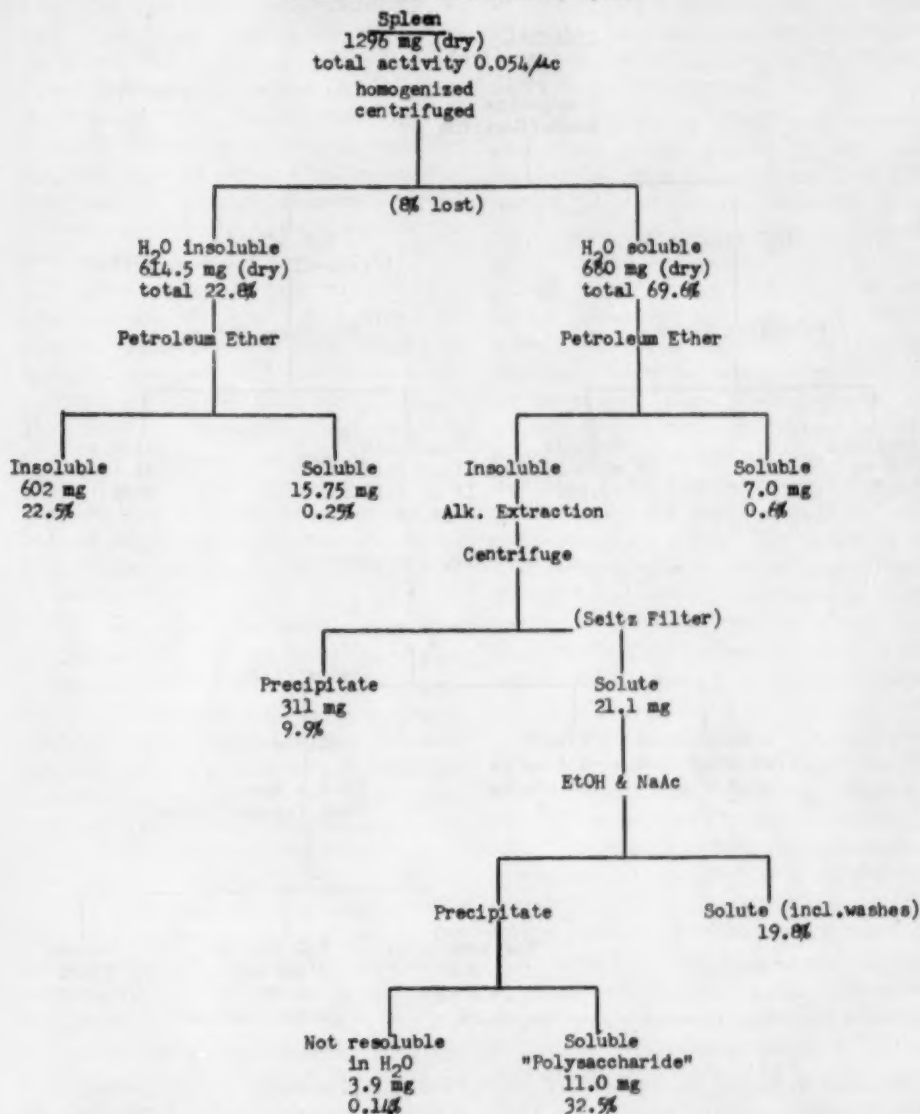 Spleen
1296 mg (dry)
total activity 0.054 μc
homogenized
centrifuged
(8% lost)
H2O insoluble
614.5 mg (dry)
total 22.8%
H2O soluble
680 mg (dry)
total 69.6%
Petroleum Ether
Petroleum Ether
Insoluble
602 mg
22.5%
Soluble
15.75 mg
0.25%
Insoluble
Alk. Extraction
Centrifuge
Soluble
7.0 mg
0.6%
(Seitz Filter)
Precipitate
311 mg
9.9%
Solute
21.1 mg
EtOH & NaAc
Precipitate
Solute (incl.washes)
19.8%
Not resoluble
in H2O
3.9 mg
0.14%
Soluble
"Polysaccharide"
11.0 mg
32.5%